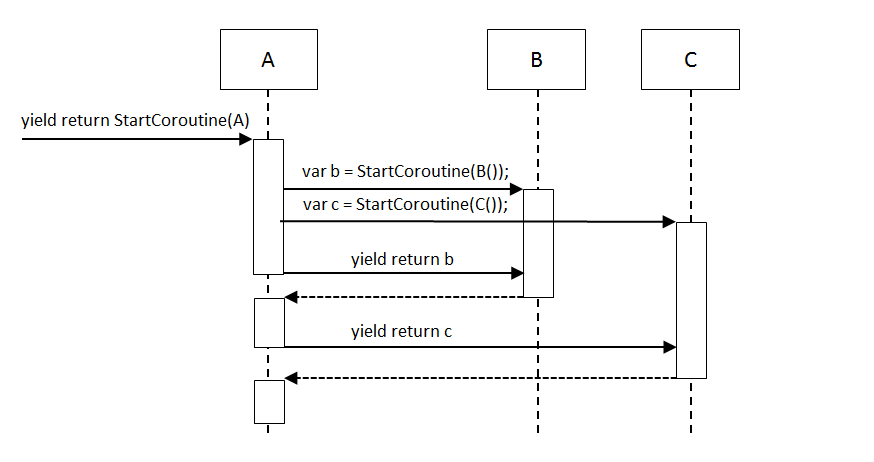 A
B
C
yield return StartCoroutine(A)
var b = StartCoroutine(B());
var c = StartCoroutine(C());
yield return b
yield return c